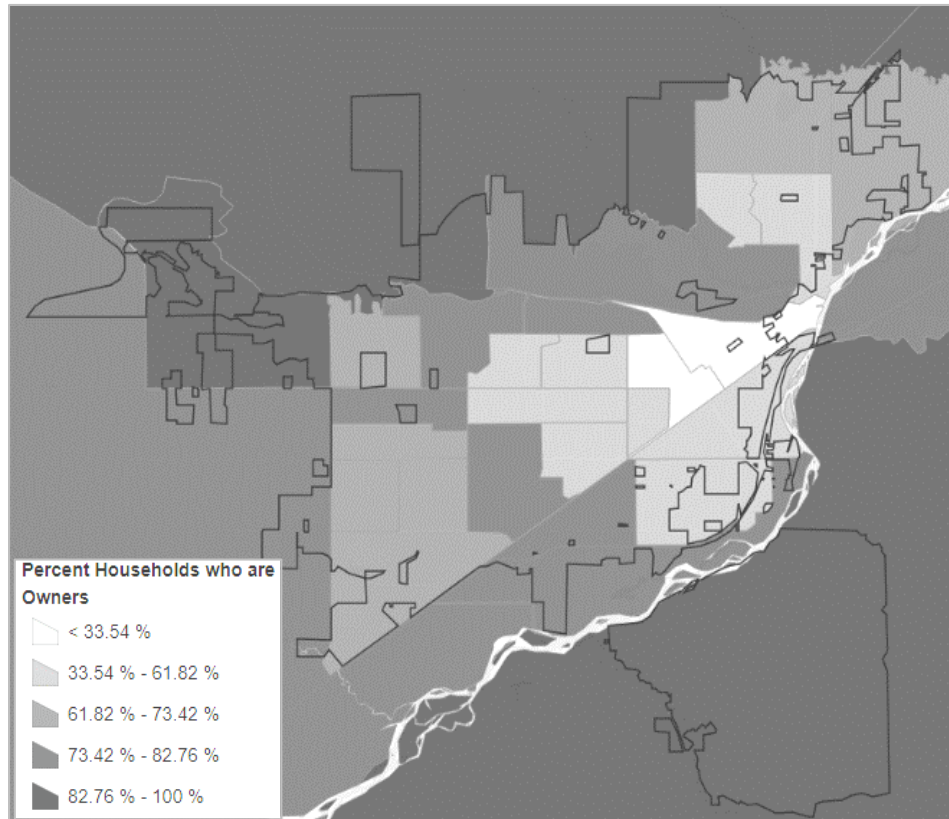 Percent Households who are
Owners
< 33.54 %
33.54 % - 61.82 %
61.82 % - 73.42 %
73.42 % - 82.76 %
82.76 % - 100 %